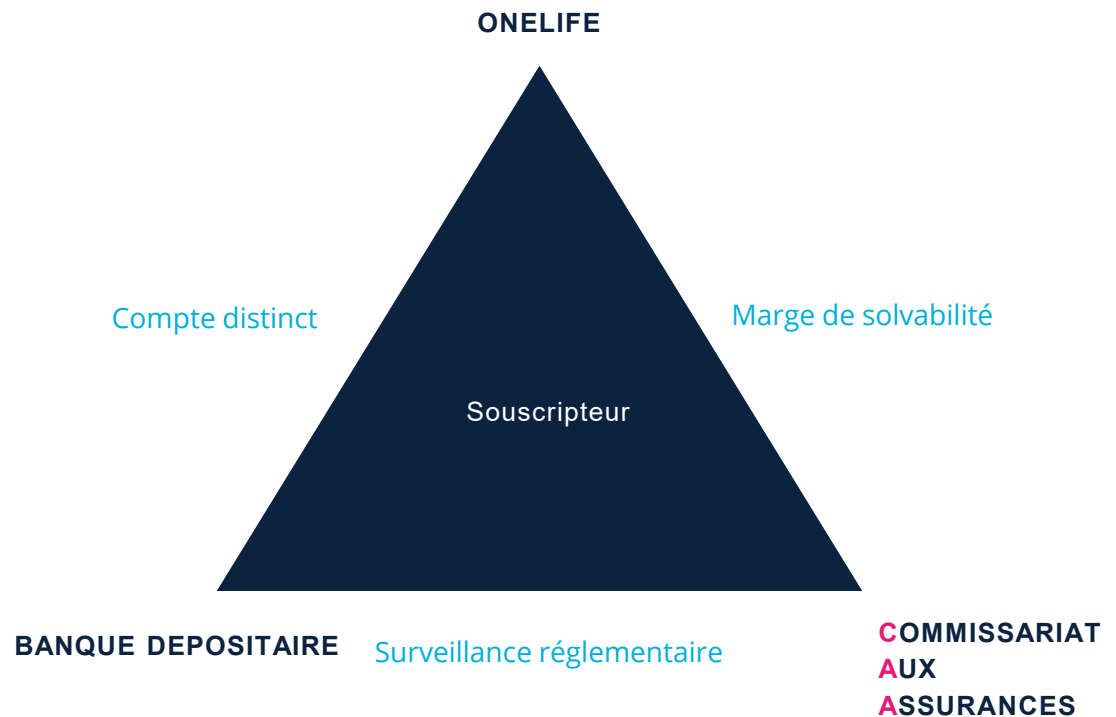 ONELIFE
Compte distinct
Marge de solvabilité
Souscripteur
BANQUE DEPOSITAIRE
Surveillance réglementaire
COMMISSARIAT
AUX
ASSURANCES